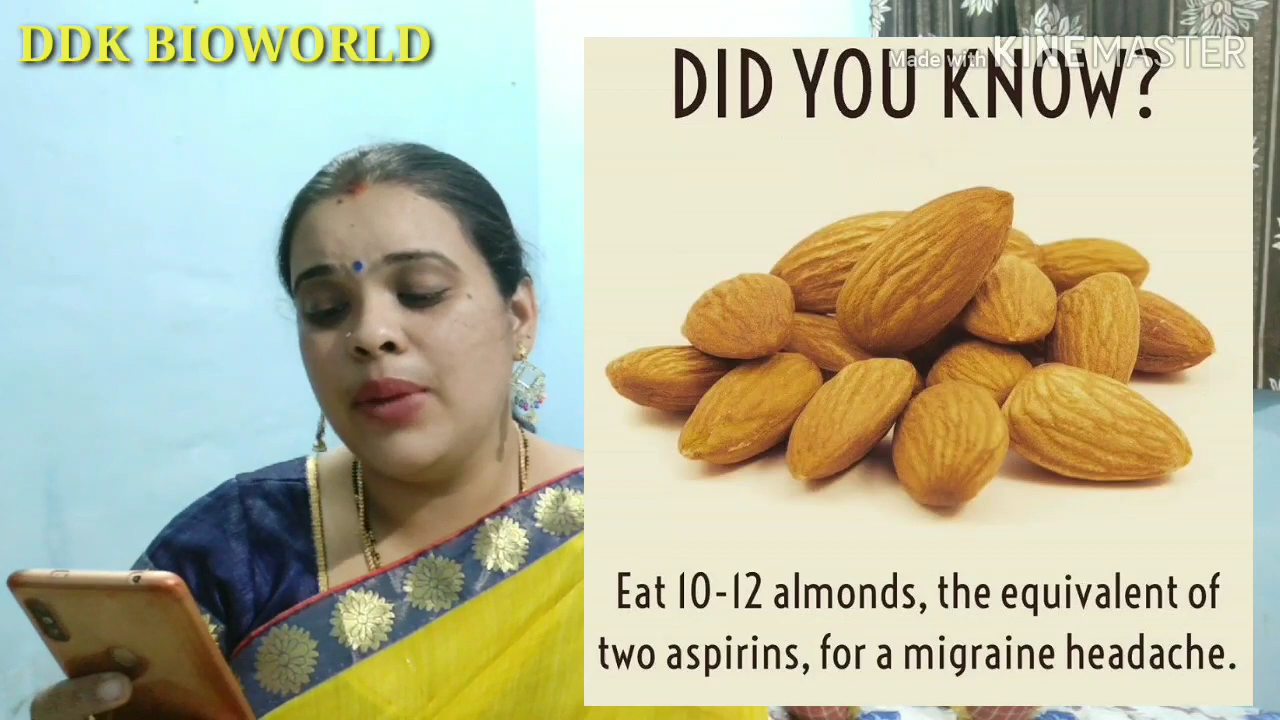 DDK BIOWORLD
Made with KINEMASTER
DID YOU KNOW?
Eat 10-12 almonds, the equivalent of
two aspirins, for a migraine headache.